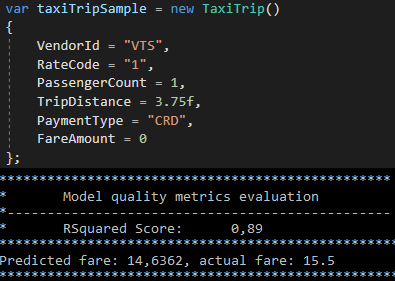 var taxiTripSample = new TaxiTrip()
{
VendorId = "VTS",
RateCode = "1",
PassengerCount = 1,
TripDistance = 3.75f,
PaymentType = "CRD",
FareAmount = 0
};
*************************************************
*       Model quality metrics evaluation
*------------------------------------------------
*       RSquared Score:      0,89
*************************************************
Predicted fare: 14,6362, actual fare: 15.5
*************************************************